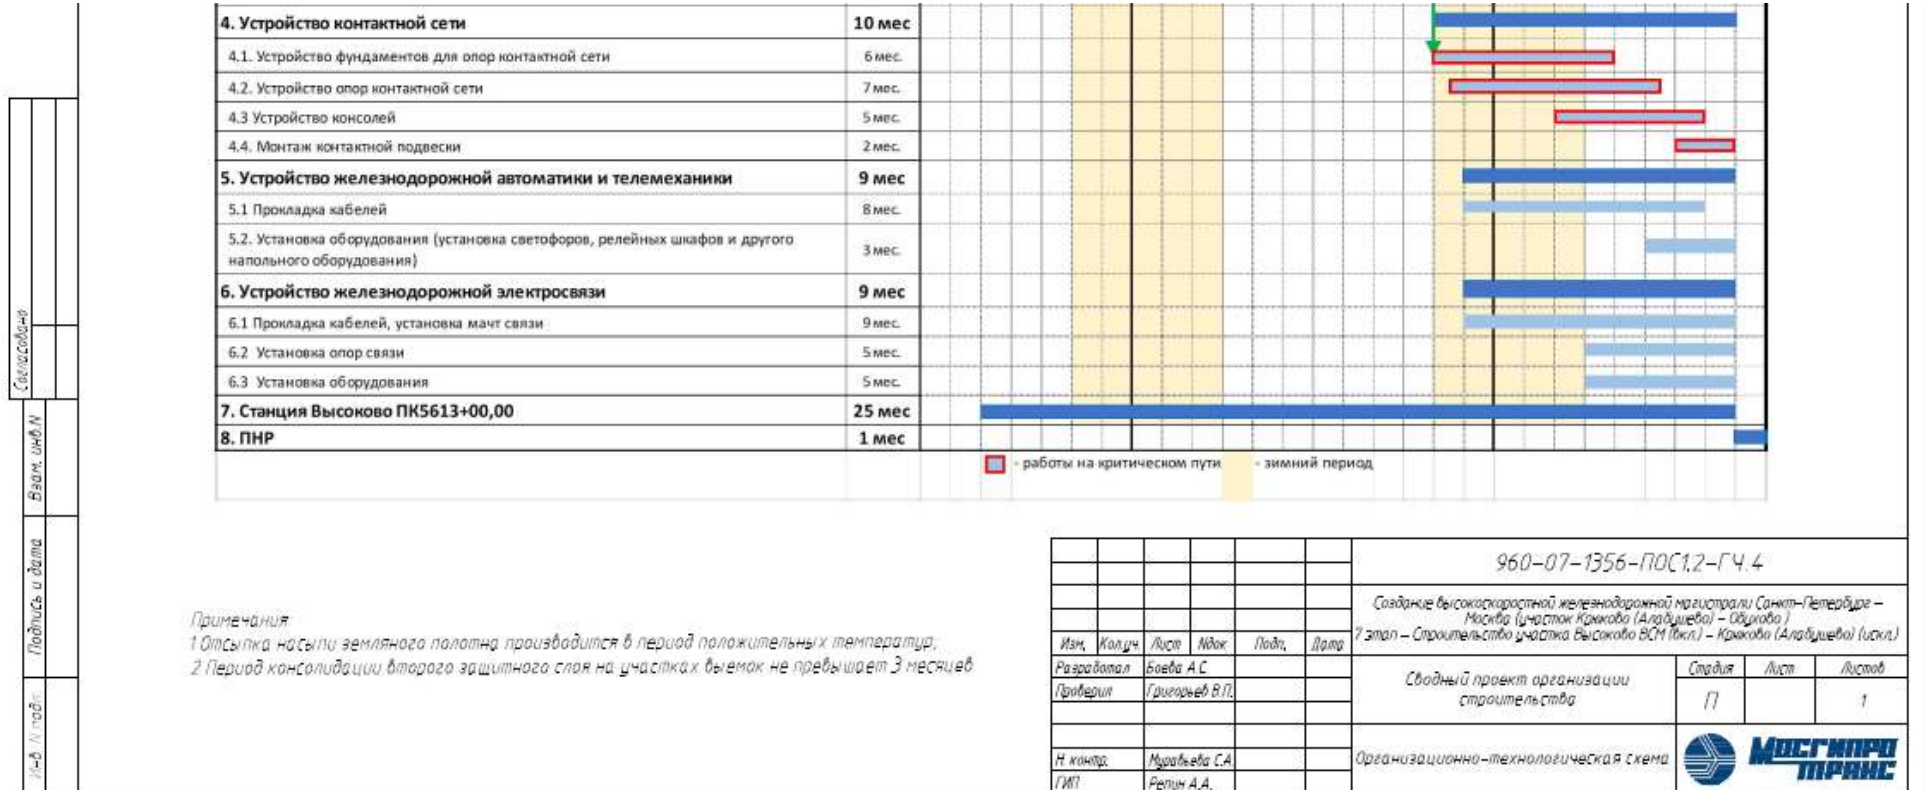 4. Устройство контактной сети 10 мес
4.1. Устройство фундаментов для опор контактной сети 6 мес.
4.2. Устройство опор контактной сети 7 мес.
4.3 Устройство консолей 5 мес.
4.4. Монтаж контактной подвески 2 мес.
5. Устройство железнодорожной автоматики и телемеханики 9 мес
5.1 Прокладка кабелей 8 мес.
5.2. Установка оборудования (установка светофоров, релейных шкафов и другого
напольного оборудования) 3 мес.
6. Устройство железнодорожной электросвязи 9 мес
6.1 Прокладка кабелей, установка мачт связи 9 мес.
6.2 Установка опор связи 5 мес.
6.3 Установка оборудования 5 мес.
7. Станция Высоково ПК5613+00,00 25 мес
8. ПНР 1 мес
- работы на критическом пути - зимний период
Согласовано
Взам. инв.N
Подпись и дата
Инв. N подл.
Примечания:
1 Отсыпка насыпи земляного полотна производится в период положительных температур;
2 Период консолидации второго защитного слоя на участках выемок не превышает 3 месяцев
960-07-1356-ПОС1.2-ГЧ.4
Создание высокоскоростной железнодорожной магистрали Санкт-Петербург -
Москва (участок Крюково (Алабушево) - Обухово )
7 этап - Строительство участка Высоково ВСМ (вкл.) - Крюково (Алабушево) (искл.)
Изм. Кол.уч. Лист Nдок Подп. Дата
Разработал Боева А.С.
Проверил Григорьев В.П.
Сводный проект организации
строительства
Стадия Лист Листов
П 1
Н. контр. Муравьева С.А.
ГИП Репин А.А.
Организационно-технологическая схема
МОСГИПРО
ТРАНС